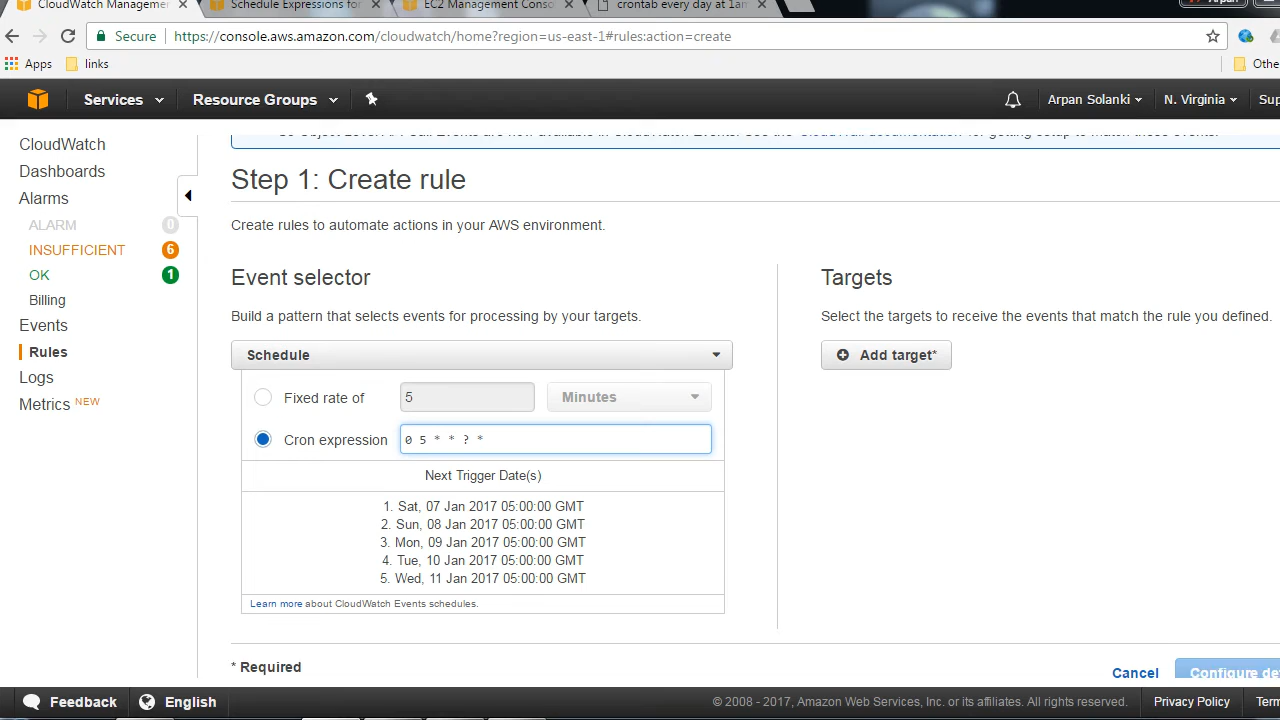 CloudWatch Managemen
Schedule Expressions for
EC2 Management Conso
crontab every day at 1am
Arpan
Secure
https://console.aws.amazon.com/cloudwatch/home?region=us-east-1#rules:action=create
Apps
links
Othe
Services
Resource Groups
Arpan Solanki
N. Virginia
Sup
CloudWatch
Dashboards
Alarms
ALARM 0
INSUFFICIENT 6
OK 1
Billing
Events
Rules
Logs
Metrics NEW
Step 1: Create rule
Create rules to automate actions in your AWS environment.
Event selector
Build a pattern that selects events for processing by your targets.
Schedule
Fixed rate of 5 Minutes
Cron expression 0 5 * * ? *
Next Trigger Date(s)
1. Sat, 07 Jan 2017 05:00:00 GMT
2. Sun, 08 Jan 2017 05:00:00 GMT
3. Mon, 09 Jan 2017 05:00:00 GMT
4. Tue, 10 Jan 2017 05:00:00 GMT
5. Wed, 11 Jan 2017 05:00:00 GMT
Learn more about CloudWatch Events schedules.
Targets
Select the targets to receive the events that match the rule you defined.
Add target*
* Required
Cancel
Configure de
Feedback
English
© 2008 - 2017, Amazon Web Services, Inc. or its affiliates. All rights reserved.
Privacy Policy
Tern